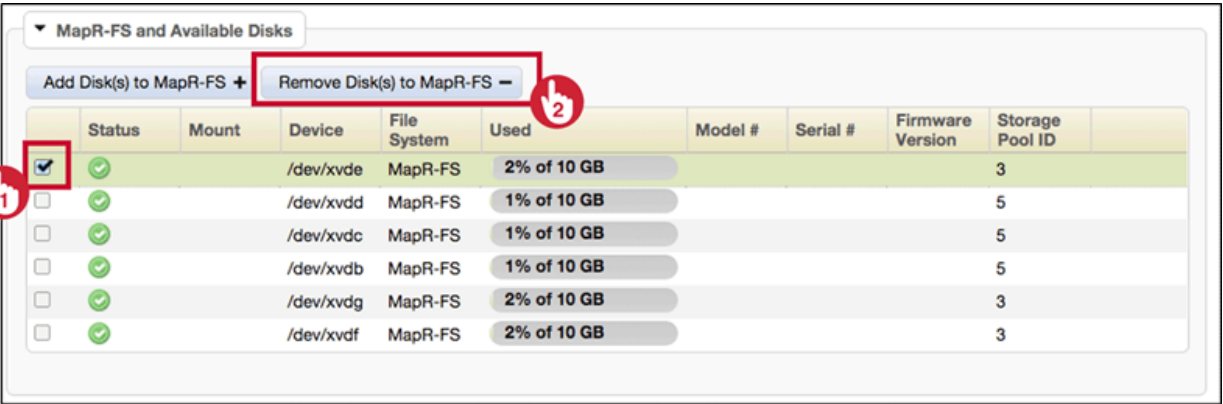 MapR-FS and Available Disks
Add Disk(s) to MapR-FS + Remove Disk(s) to MapR-FS −
2
Status Mount Device File System Used Model # Serial # Firmware Version Storage Pool ID
1
/dev/xvde MapR-FS 2% of 10 GB 3
/dev/xvdd MapR-FS 1% of 10 GB 5
/dev/xvdc MapR-FS 1% of 10 GB 5
/dev/xvdb MapR-FS 1% of 10 GB 5
/dev/xvdg MapR-FS 2% of 10 GB 3
/dev/xvdf MapR-FS 2% of 10 GB 3